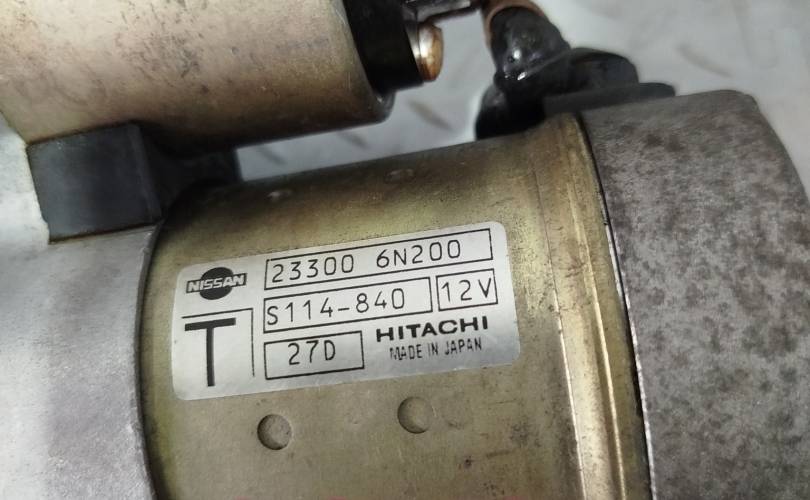 NISSAN
23300 6N200
S114-840 12V
T
27D
HITACHI
MADE IN JAPAN